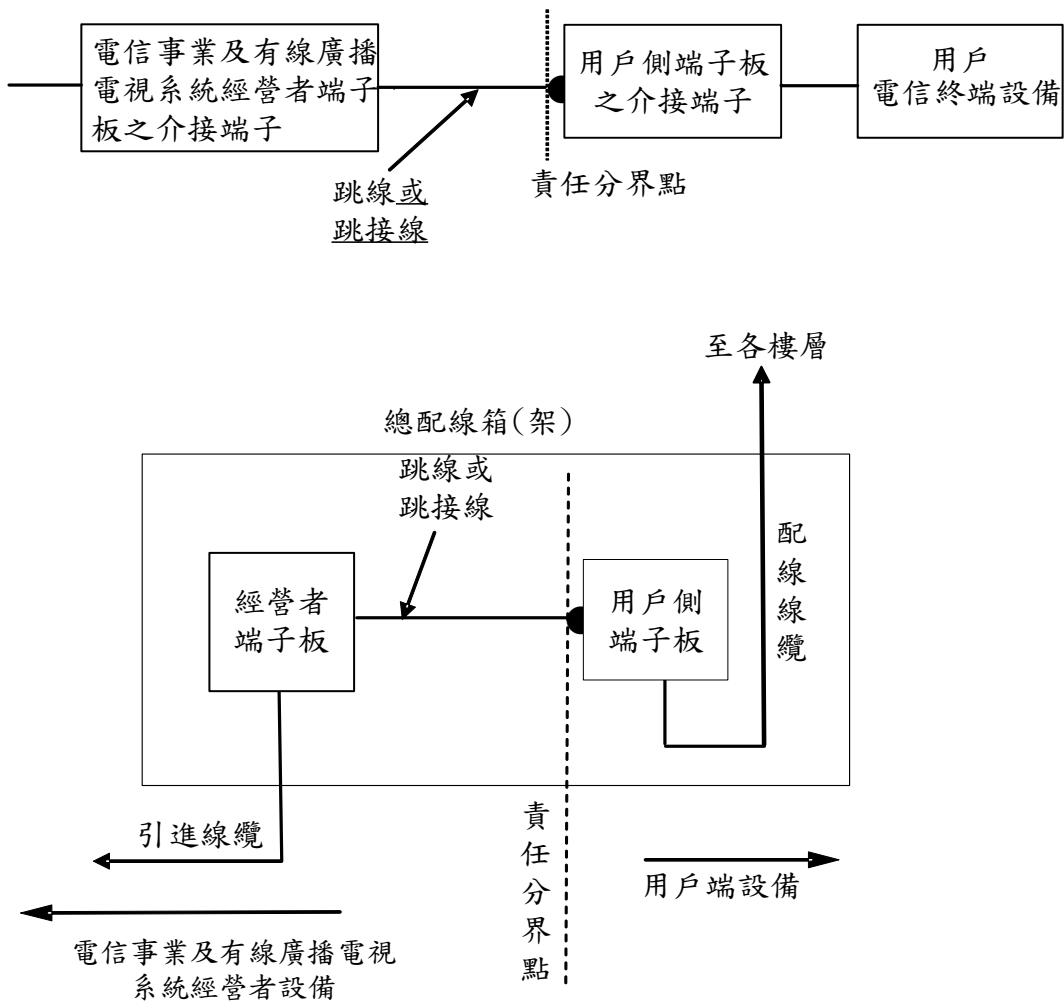 電信事業及有線廣播
電視系統經營者端子
板之介接端子
用戶側端子板
之介接端子
用戶
電信終端設備
跳線或
跳接線
責任分界點
至各樓層
總配線箱(架)
跳線或
跳接線
配線線纜
經營者
端子板
用戶側
端子板
引進線纜
責任分界點
用戶端設備
電信事業及有線廣播電視
系統經營者設備